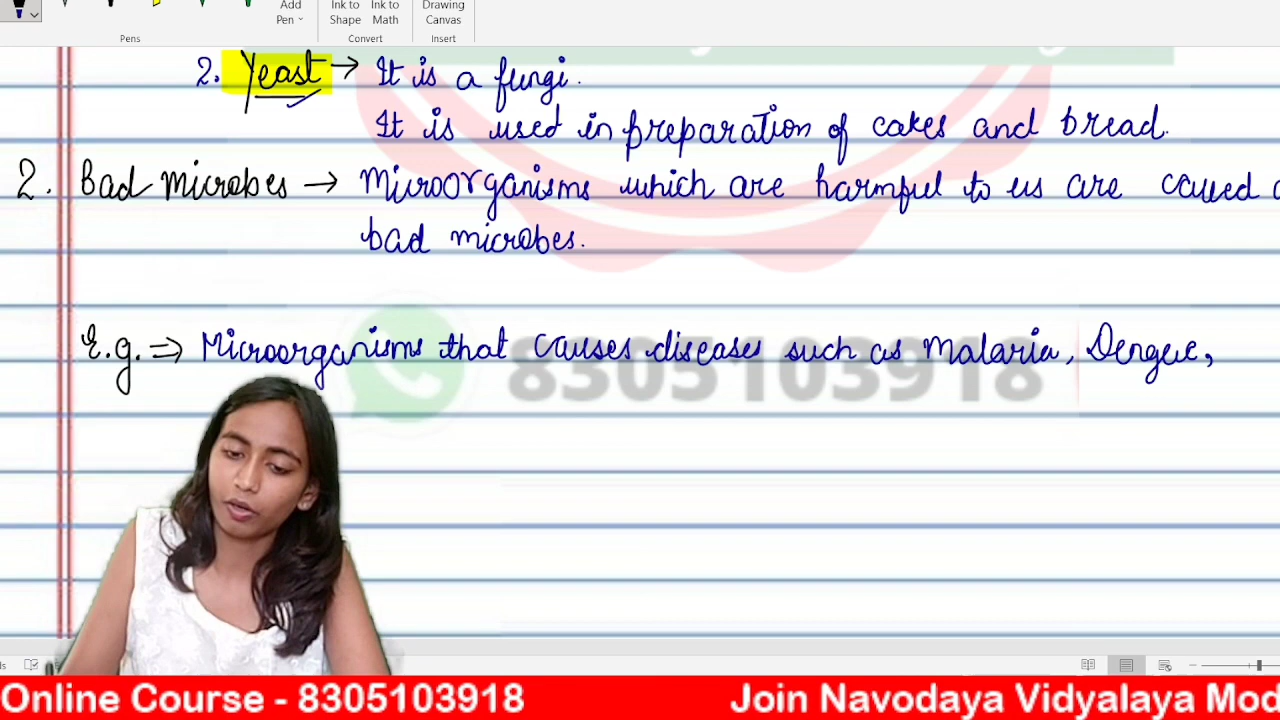 Add
Pen
Ink to
Shape
Ink to
Math
Drawing
Canvas
Pens
Convert
Insert
2. Yeast → It is a fungi.
It is used in preparation of cakes and bread.
2. Bad Microbes → Microorganisms which are harmful to us are called
bad microbes.
E.g. ⇒ Microorganisms that causes diseases such as Malaria, Dengue,
8305103918
Online Course - 8305103918
Join Navodaya Vidyalaya Mod